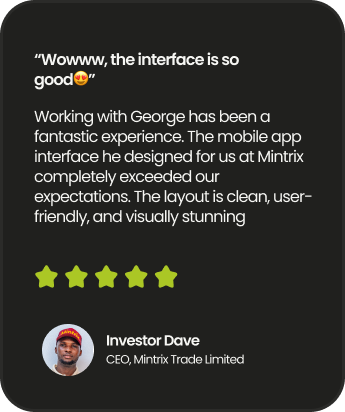 “Wowww, the interface is so
good😍”
Working with George has been a
fantastic experience. The mobile app
interface he designed for us at Mintrix
completely exceeded our
expectations. The layout is clean, user-
friendly, and visually stunning
Investor Dave
CEO, Mintrix Trade Limited